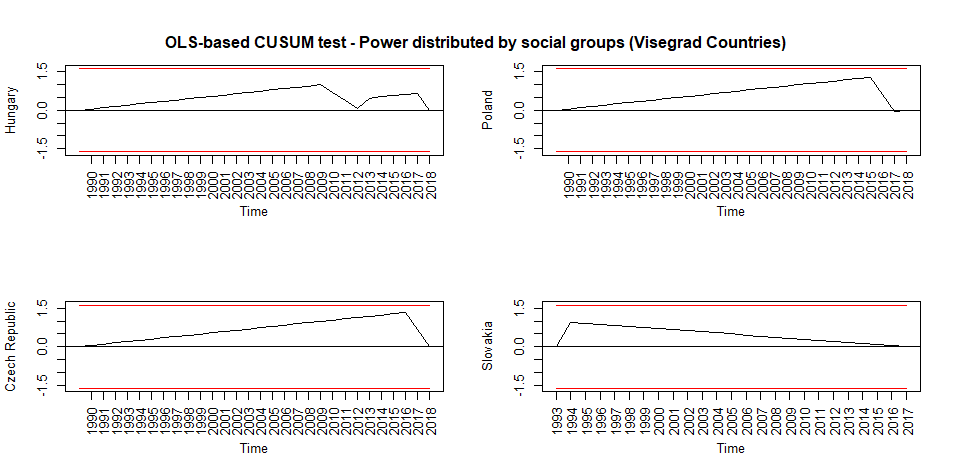 OLS-based CUSUM test - Power distributed by social groups (Visegrad Countries)
Hungary
1.5
0.0
-1.5
1990 1991 1992 1993 1994 1995 1996 1997 1998 1999 2000 2001 2002 2003 2004 2005 2006 2007 2008 2009 2010 2011 2012 2013 2014 2015 2016 2017 2018
Time
Poland
1.5
0.0
-1.5
1990 1991 1992 1993 1994 1995 1996 1997 1998 1999 2000 2001 2002 2003 2004 2005 2006 2007 2008 2009 2010 2011 2012 2013 2014 2015 2016 2017 2018
Time
Czech Republic
1.5
0.0
-1.5
1990 1991 1992 1993 1994 1995 1996 1997 1998 1999 2000 2001 2002 2003 2004 2005 2006 2007 2008 2009 2010 2011 2012 2013 2014 2015 2016 2017 2018
Time
Slovakia
1.5
0.0
-1.5
1993 1994 1995 1996 1997 1998 1999 2000 2001 2002 2003 2004 2005 2006 2007 2008 2009 2010 2011 2012 2013 2014 2015 2016 2017
Time